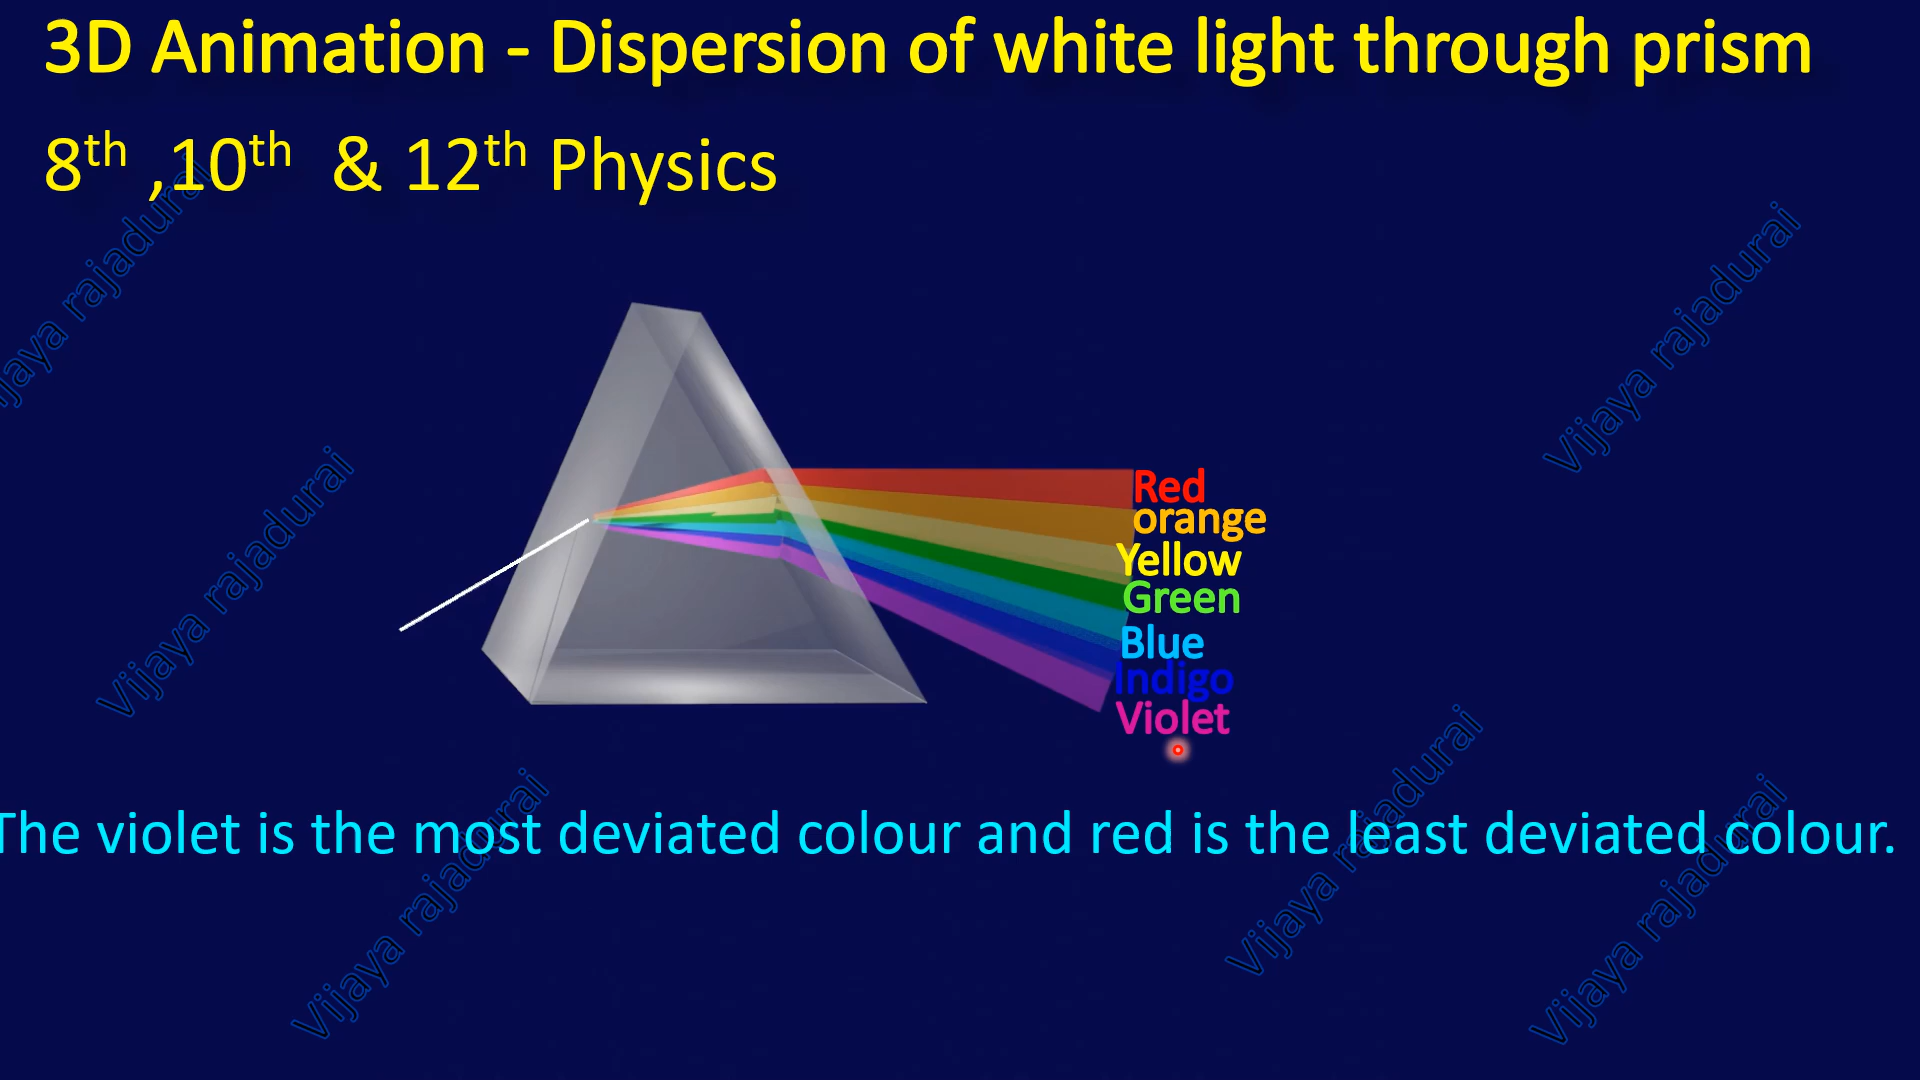 3D Animation - Dispersion of white light through prism
8th ,10th & 12th Physics
Vijaya rajadurai
Vijaya rajadurai
Vijaya rajadurai
Red
orange
Yellow
Green
Blue
Indigo
Violet
The violet is the most deviated colour and red is the least deviated colour.
Vijaya rajadurai
Vijaya rajadurai
Vijaya rajadurai